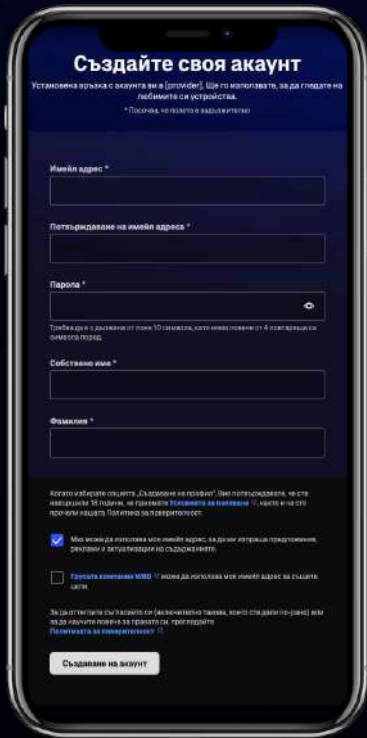 Създайте своя акаунт
Установена връзка с акаунта ви в [provider]. Ще го използвате, за да гледате на
любимите си устройства.
* Посочва, че полето е задължително
Имейл адрес *
Потвърждаване на имейл адреса *
Парола *
Трябва да е с дължина от поне 10 символа, като няма повече от 4 повтарящи се
символа поред.
Собствено име *
Фамилия *
Когато избирате опцията „Създаване на профил“, Вие потвърждавате, че сте
навършили 18 години, че приемате Условията за ползване, както и че сте
прочели нашата Политика за поверителност.
Max може да използва моя имейл адрес, за да ми изпраща предложения,
реклами и актуализации на съдържанието.
Групата компании WBD може да използва моя имейл адрес за същите
цели.
За да оттеглите съгласието си (включително такива, които сте дали по-рано) или
за да научите повече за правата си, прегледайте
Политиката за поверителност
Създаване на акаунт